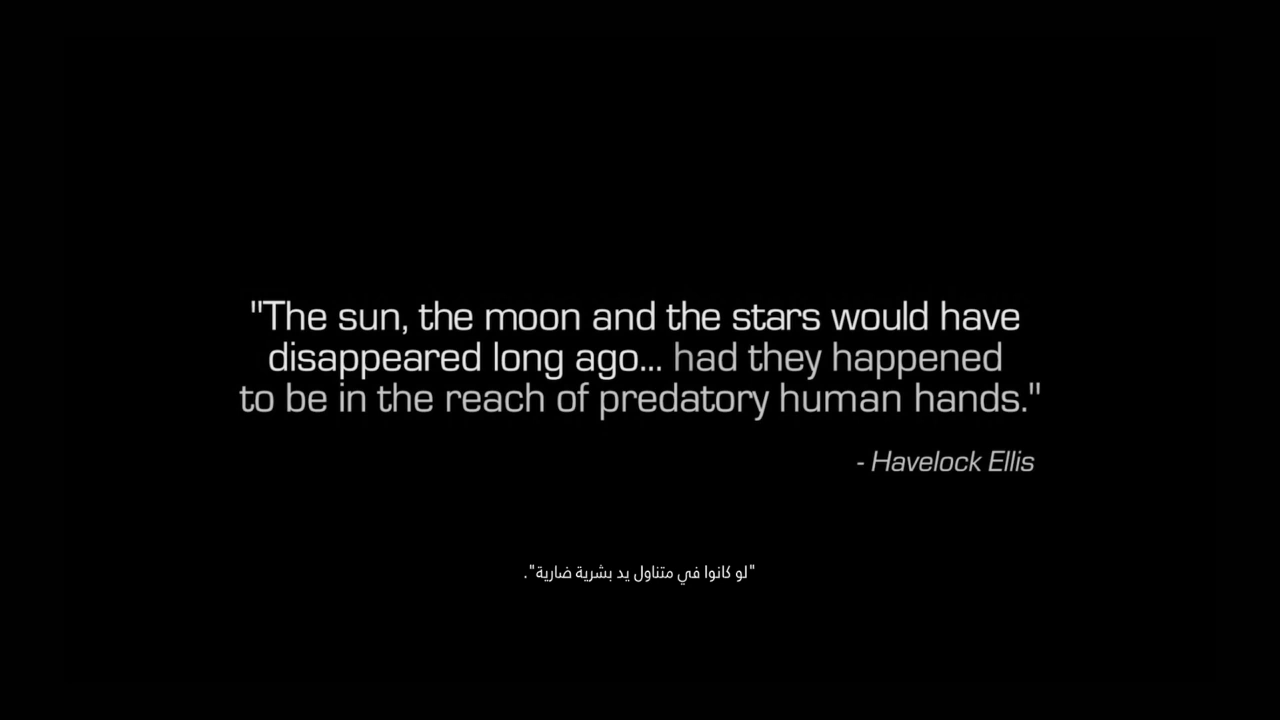 "The sun, the moon and the stars would have
disappeared long ago... had they happened
to be in the reach of predatory human hands."
- Havelock Ellis
"لو كانوا في متناول يد بشرية ضارية".